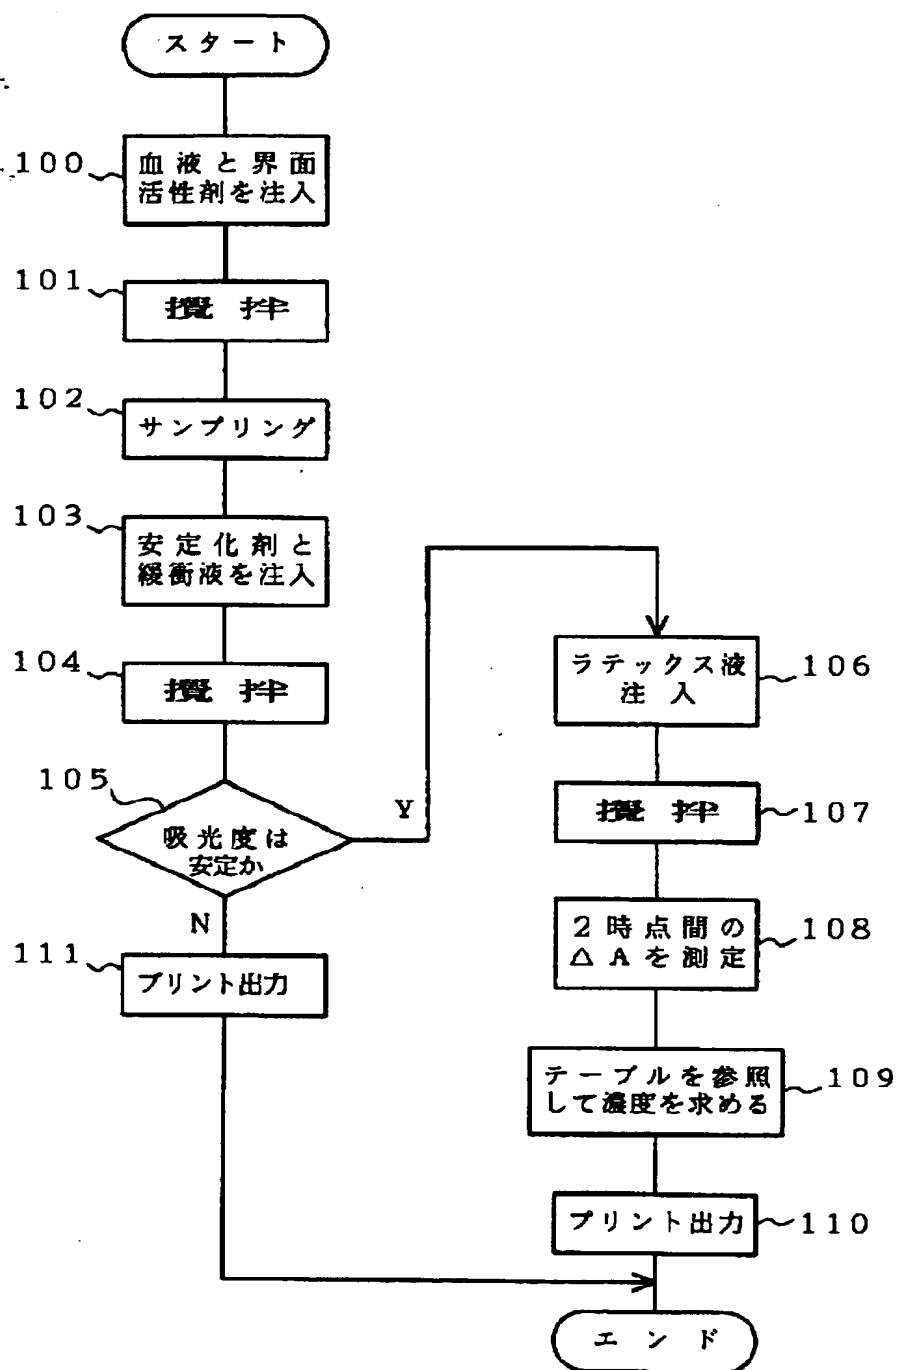 スタート
100
血液と界面
活性剤を注入
101
攪拌
102
サンプリング
103
安定化剤と
緩衝液を注入
104
攪拌
105
吸光度は
安定か
Y
N
111
プリント出力
ラテックス液
注入
106
攪拌
107
2時点間の
△Aを測定
108
テーブルを参照
して濃度を求める
109
プリント出力
110
エンド